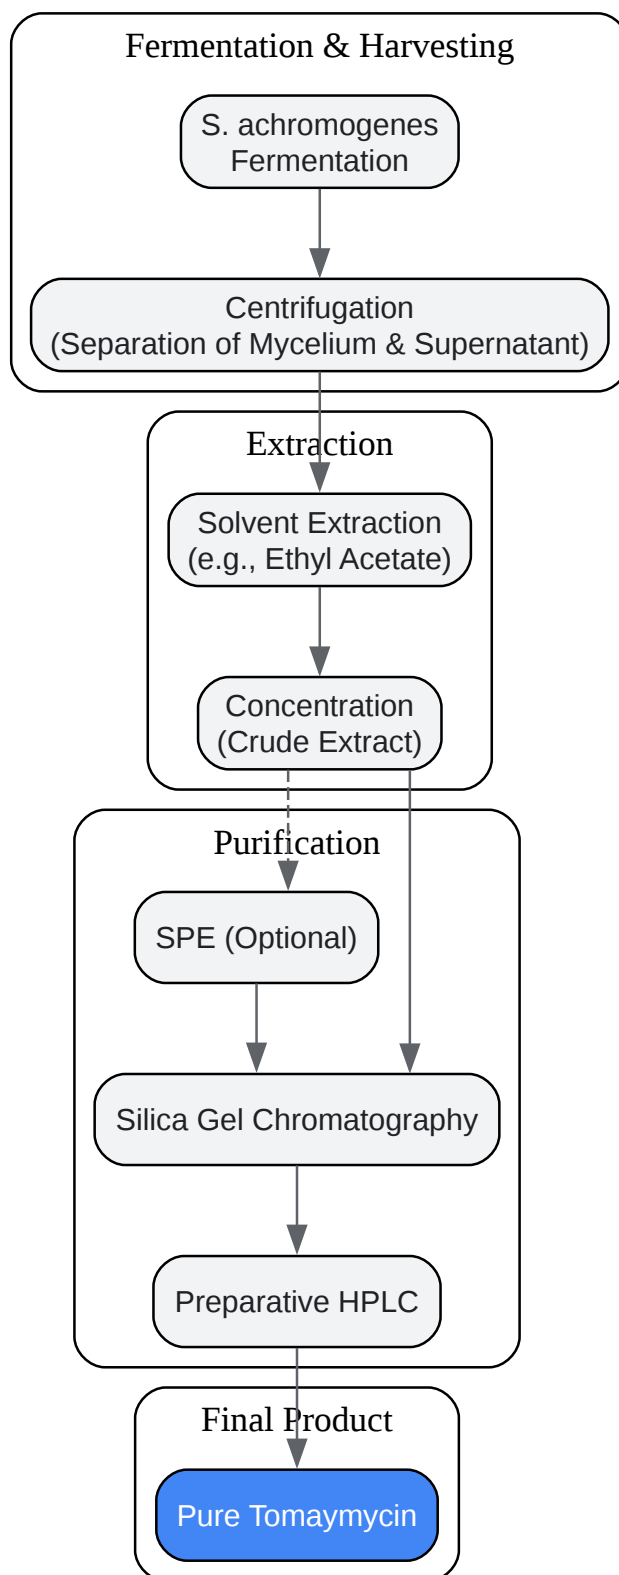 Fermentation & Harvesting
S. achromogenes
Fermentation
Centrifugation
(Separation of Mycelium & Supernatant)
Extraction
Solvent Extraction
(e.g., Ethyl Acetate)
Concentration
(Crude Extract)
Purification
SPE (Optional)
Silica Gel Chromatography
Preparative HPLC
Final Product
Pure Tomaymycin